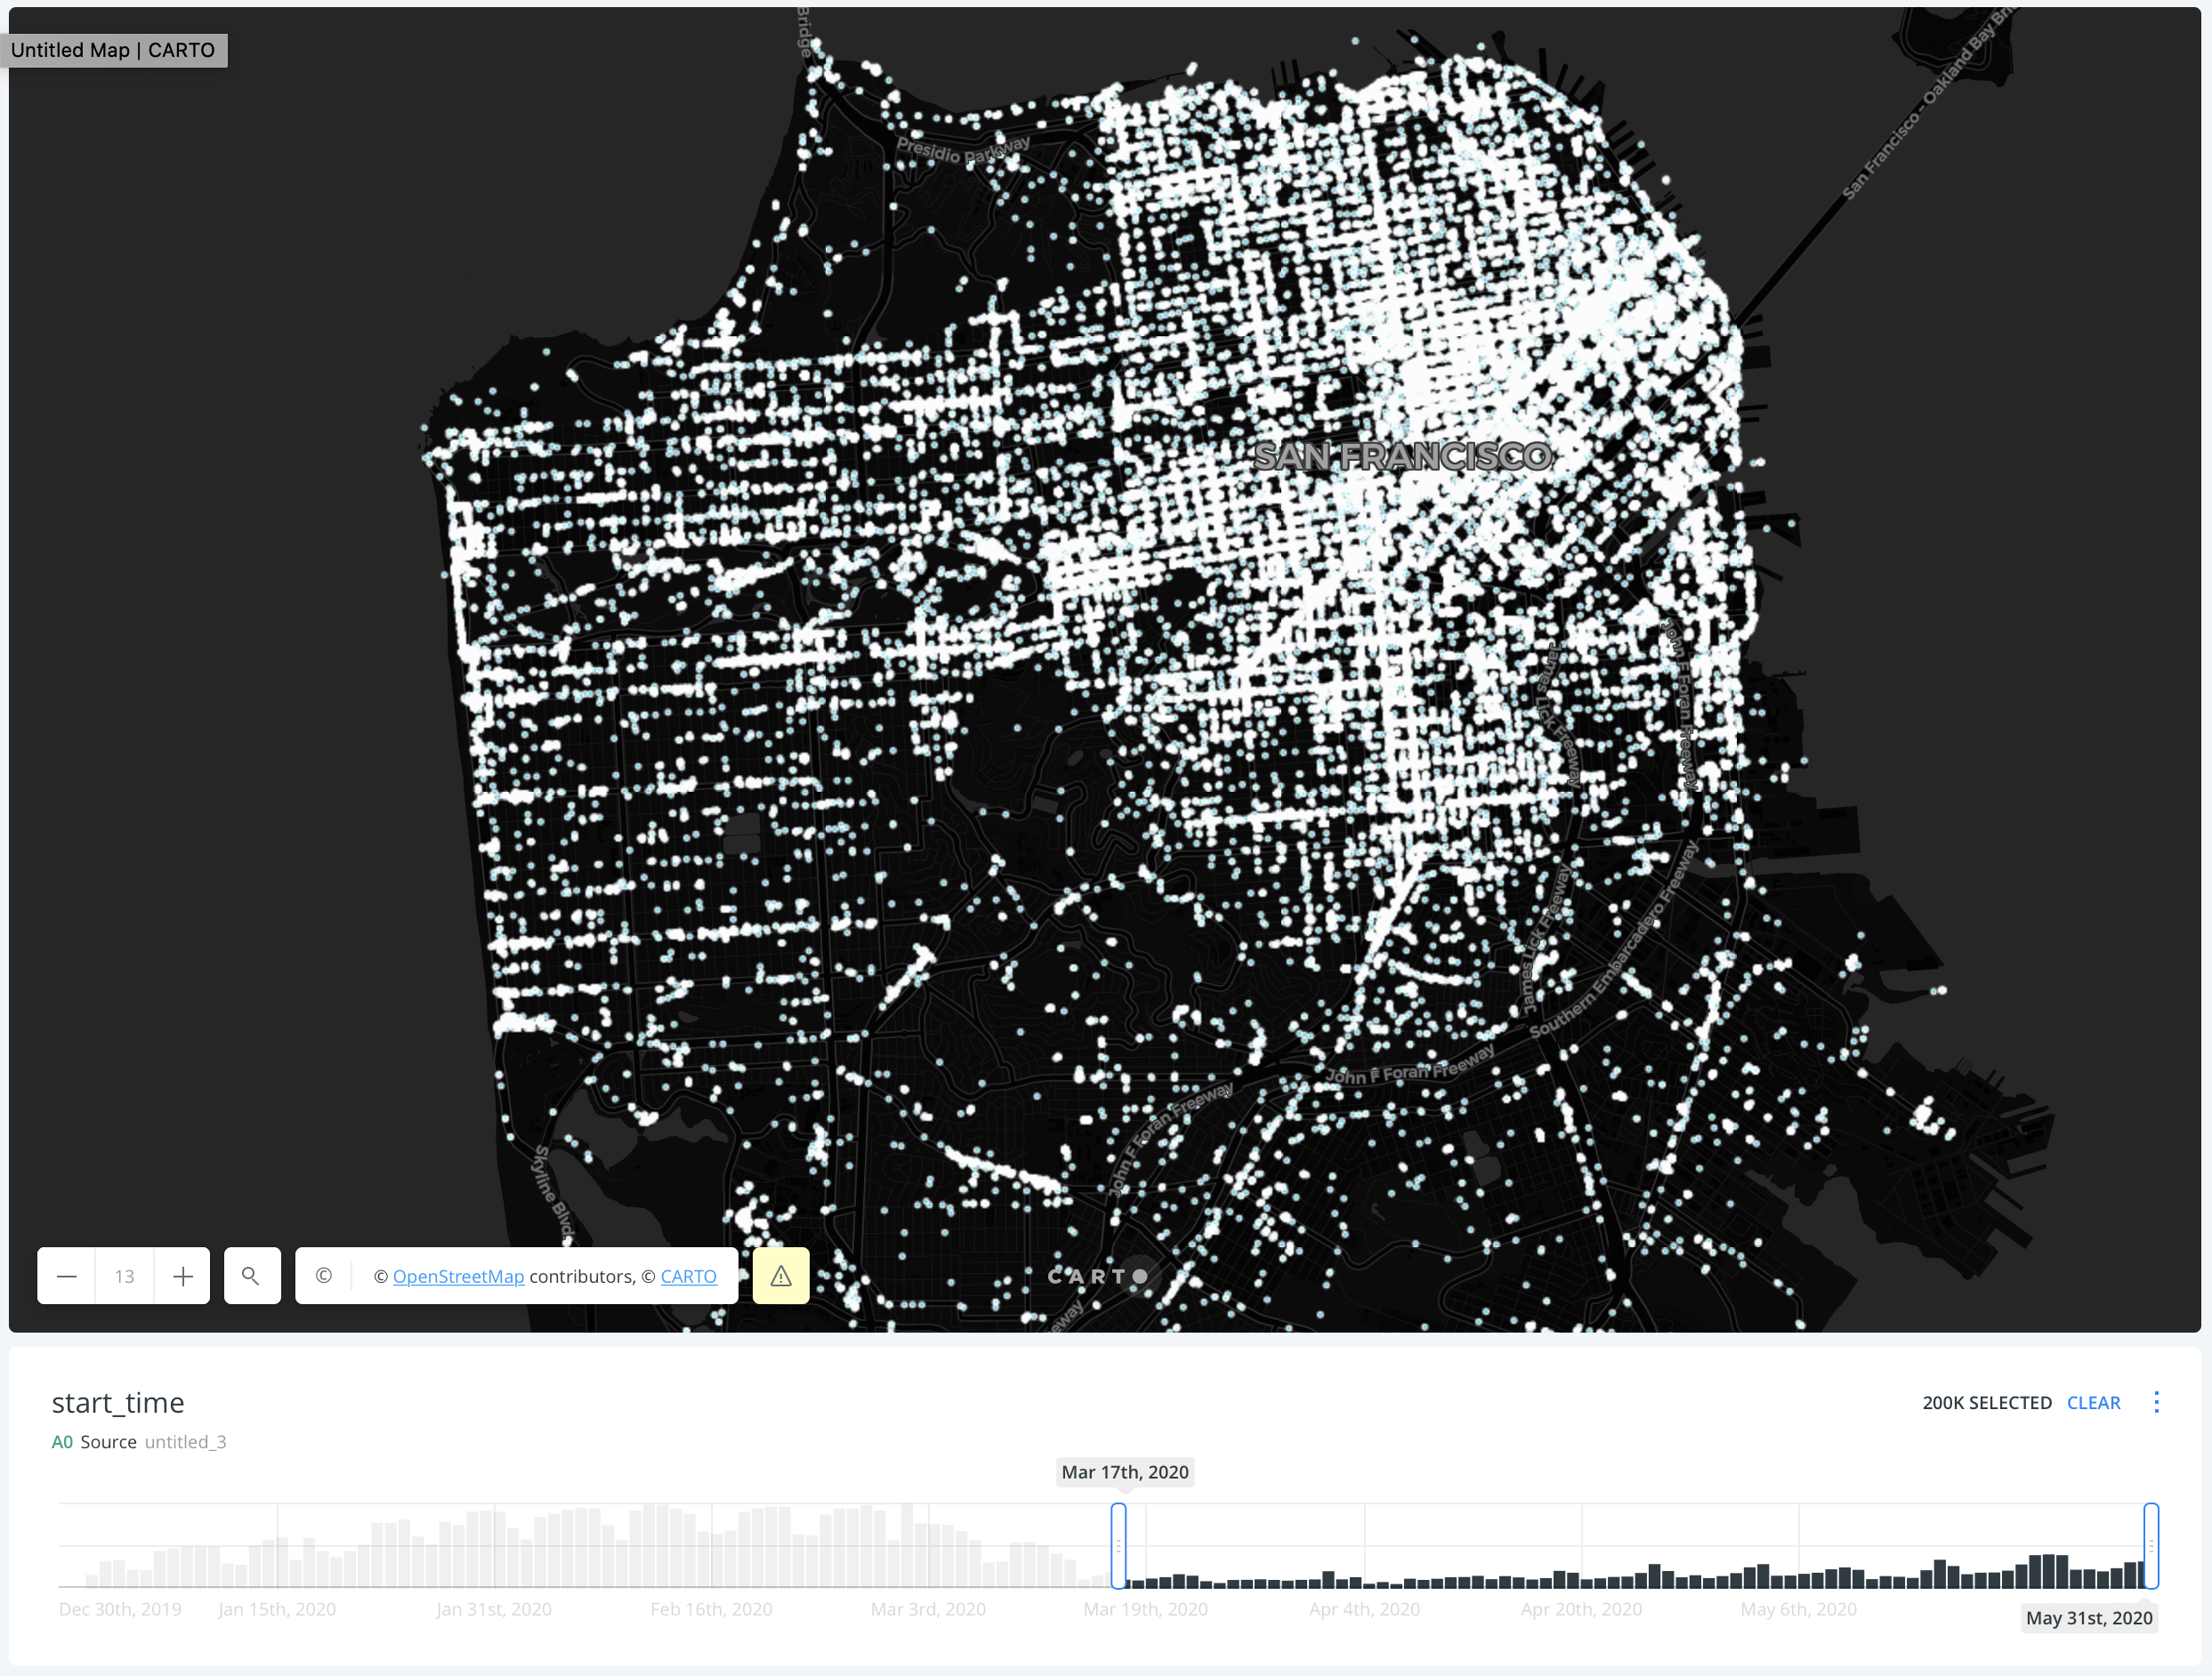 Bridge
Untitled Map | CARTO
San Francisco - Oakland Bay Bri
Presidio Parkway
SAN FRANCISCO
James Lick Freeway
John F Foran Freeway
James Lick Freeway
Southern Embarcadero Freeway
John F Foran Freeway
John F Foran Freeway
Skyline Blvd
eway
13
© © OpenStreetMap contributors, © CARTO
CARTO
start_time
200K SELECTED CLEAR
A0 Source untitled_3
Mar 17th, 2020
Dec 30th, 2019 Jan 15th, 2020 Jan 31st, 2020 Feb 16th, 2020 Mar 3rd, 2020 Mar 19th, 2020 Apr 4th, 2020 Apr 20th, 2020 May 6th, 2020
May 31st, 2020